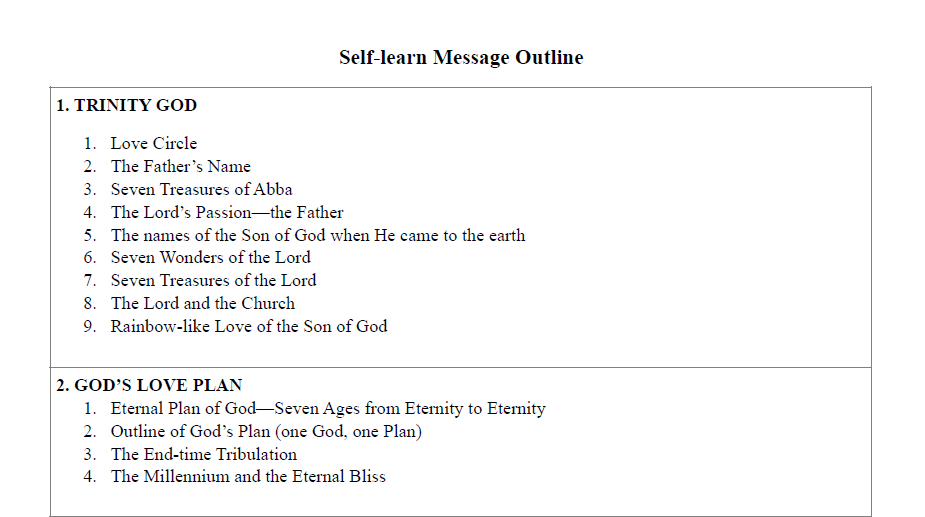 Self-learn Message Outline
1. TRINITY GOD
1. Love Circle
2. The Father’s Name
3. Seven Treasures of Abba
4. The Lord’s Passion—the Father
5. The names of the Son of God when He came to the earth
6. Seven Wonders of the Lord
7. Seven Treasures of the Lord
8. The Lord and the Church
9. Rainbow-like Love of the Son of God
2. GOD’S LOVE PLAN
1. Eternal Plan of God—Seven Ages from Eternity to Eternity
2. Outline of God’s Plan (one God, one Plan)
3. The End-time Tribulation
4. The Millennium and the Eternal Bliss